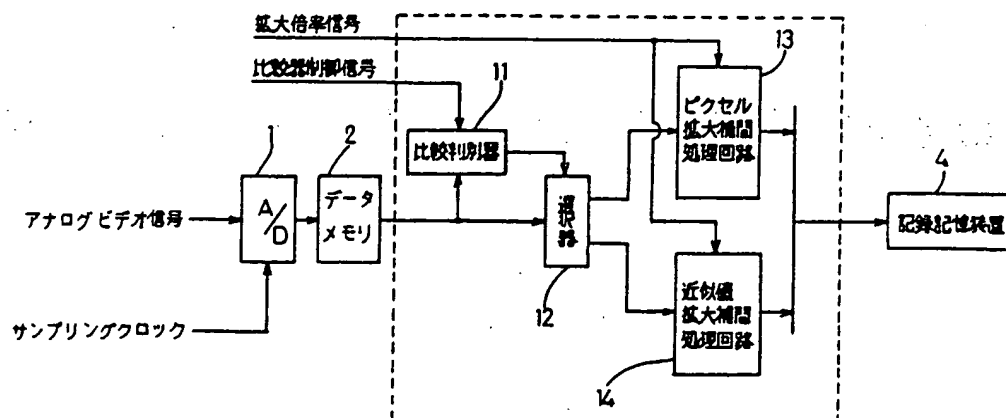 拡大倍率信号
比較器制御信号
11
13
比較判別器
ピクセル
拡大補間
処理回路
1
2
A/D
データ
メモリ
アナログビデオ信号
サンプリングクロック
選択器
12
近似値
拡大補間
処理回路
14
4
記録記憶装置